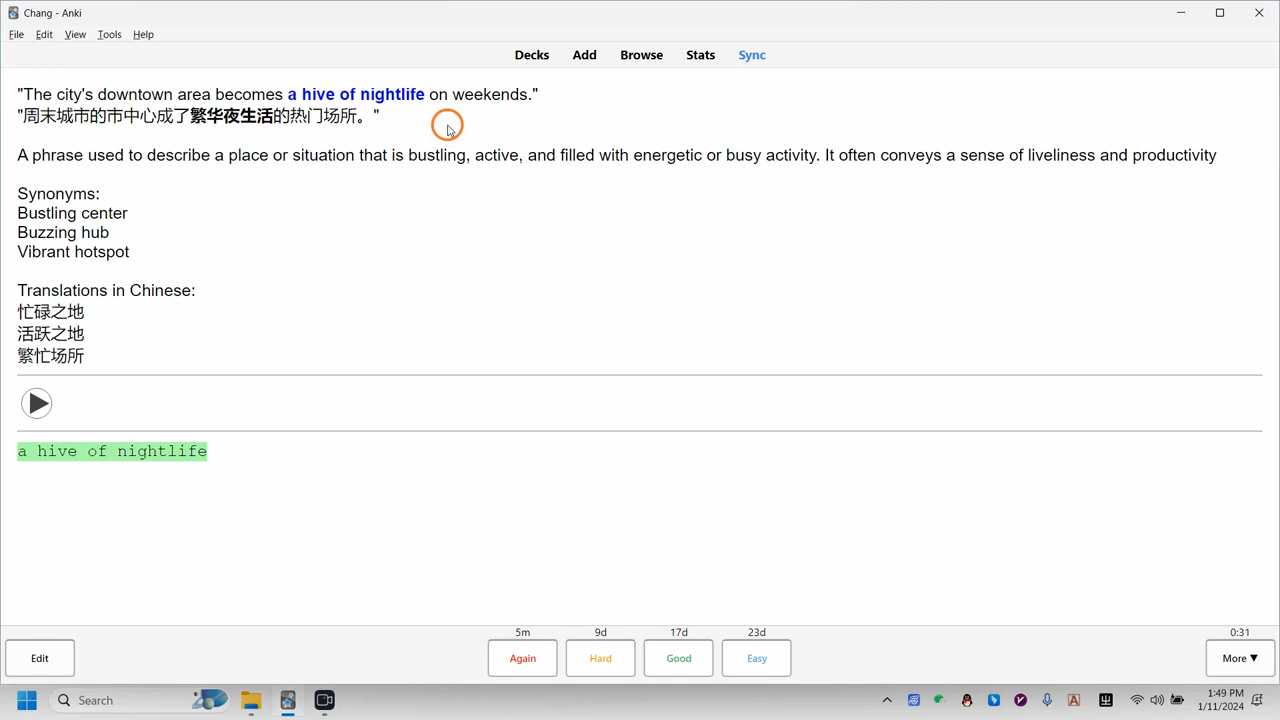 Chang - Anki
File Edit View Tools Help
Decks Add Browse Stats Sync
"The city's downtown area becomes a hive of nightlife on weekends."
"周末城市的市中心成了繁华夜生活的热门场所。"
A phrase used to describe a place or situation that is bustling, active, and filled with energetic or busy activity. It often conveys a sense of liveliness and productivity
Synonyms:
Bustling center
Buzzing hub
Vibrant hotspot
Translations in Chinese:
忙碌之地
活跃之地
繁忙场所
a hive of nightlife
5m 9d 17d 23d 0:31
Edit Again Hard Good Easy More ▼
Search
1:49 PM
1/11/2024